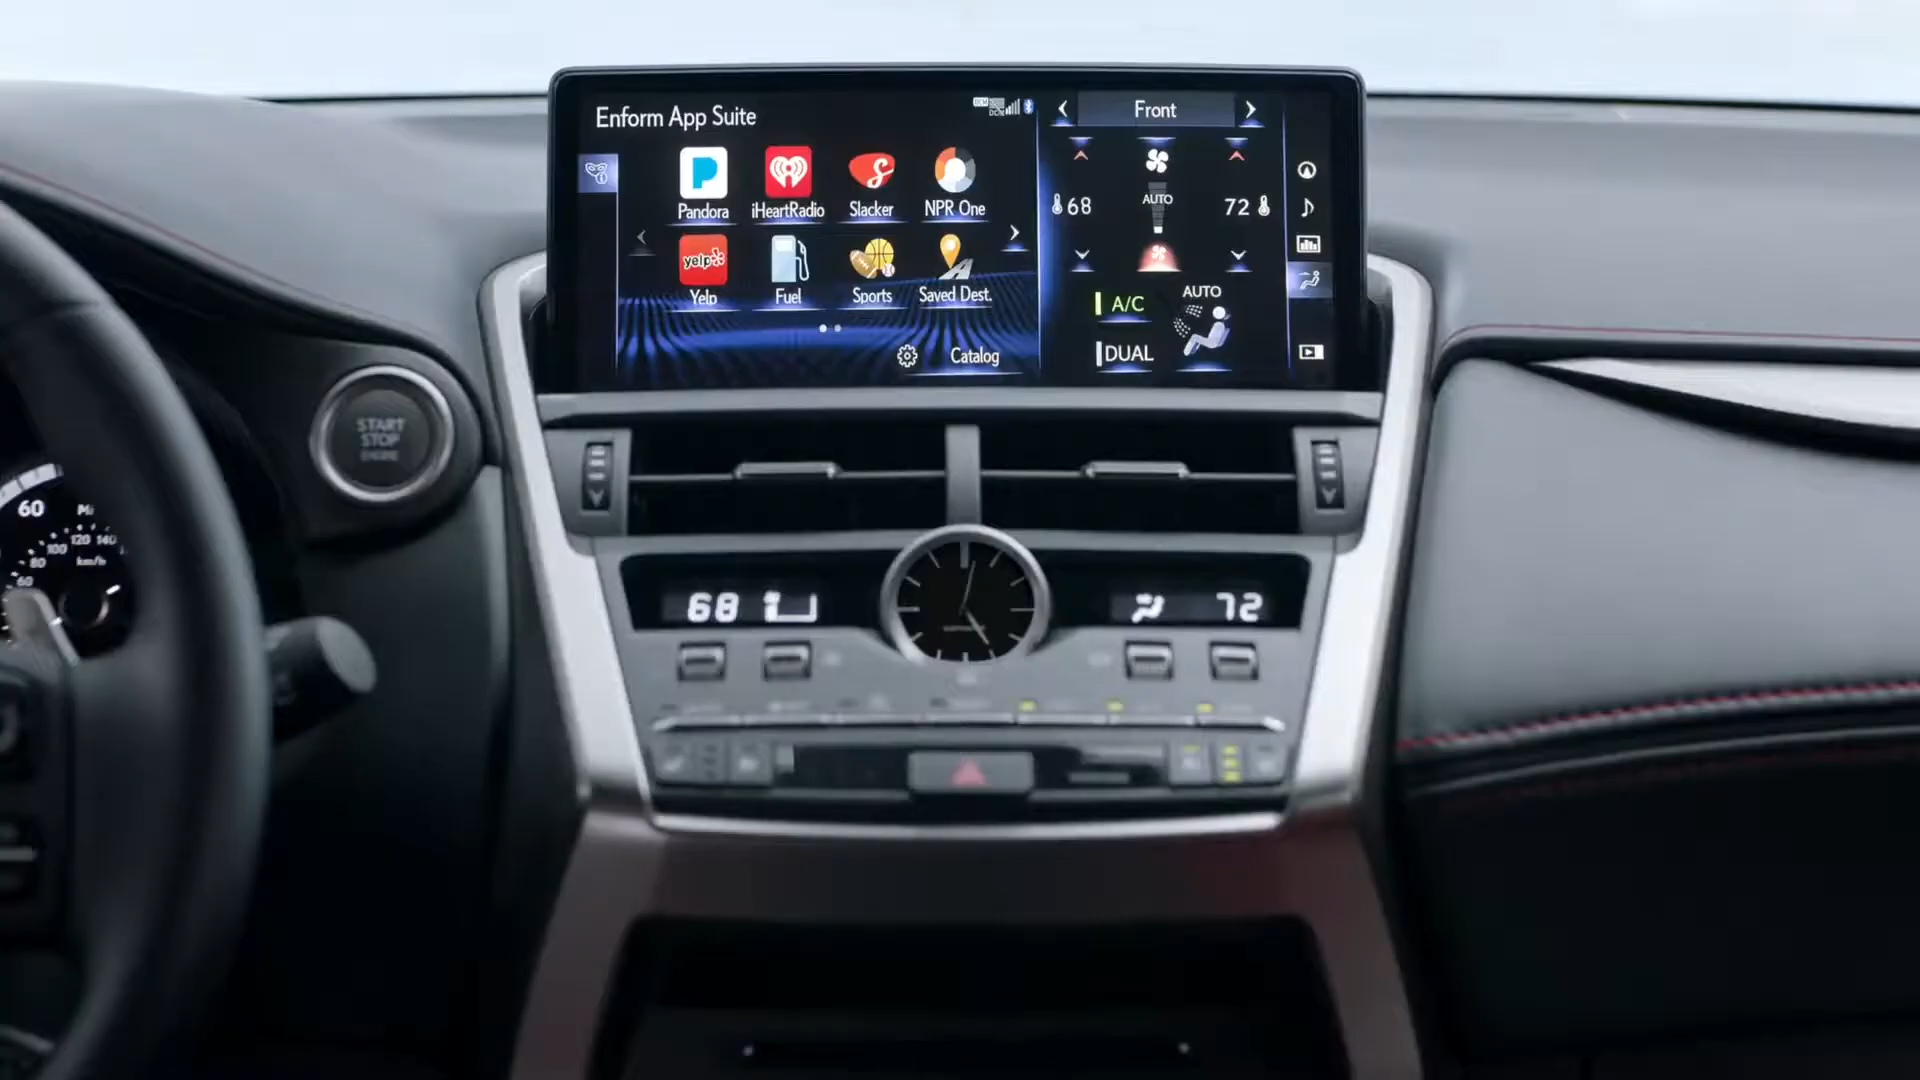 Enform App Suite
Front
Pandora
iHeartRadio
Slacker
NPR One
yelp
Yelp
Fuel
Sports
Saved Dest.
Catalog
68
AUTO
72
A/C
AUTO
DUAL
START
STOP
ENGINE
60
80
100
120
140
km/h
60
68
72